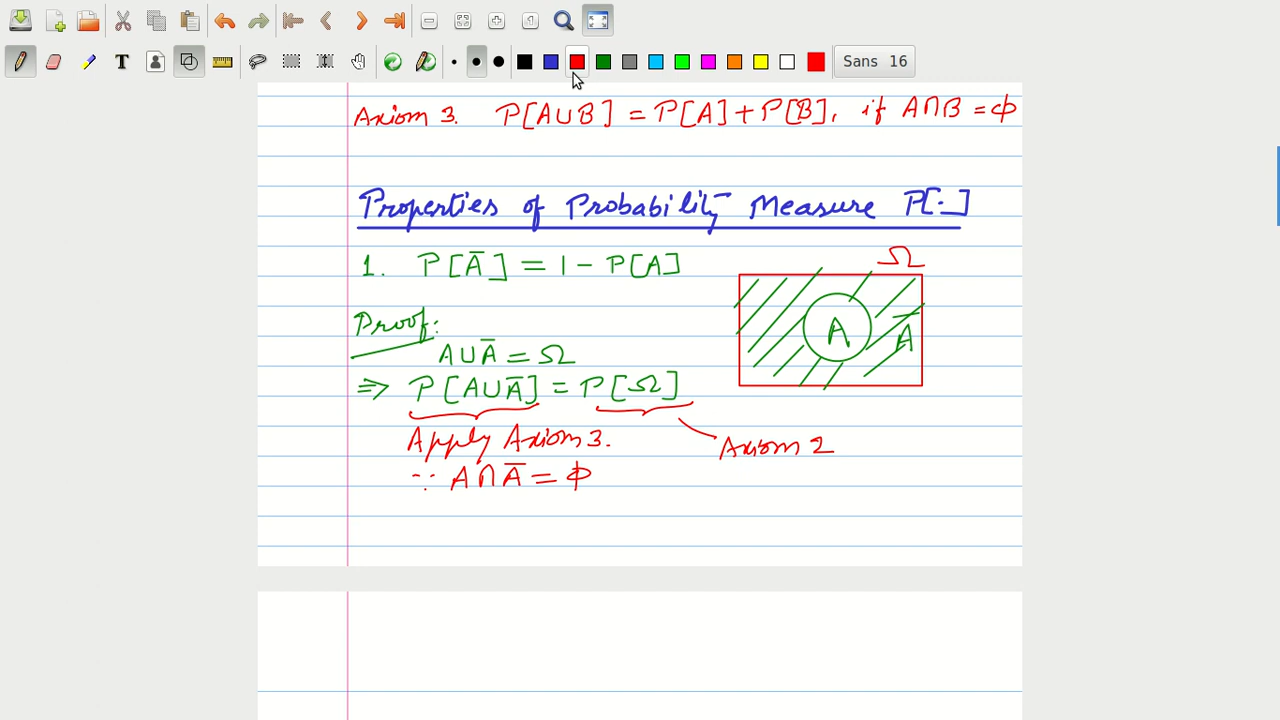 Sans 16
Axiom 3. P[A∪B] = P[A] + P[B], if A∩B = ϕ
Properties of Probability Measure P[·]
1. P[A̅] = 1 - P[A]
Ω
A
A̅
Proof:
A∪A̅ = Ω
⇒ P[A∪A̅] = P[Ω]
Apply Axiom 3.
Axiom 2
∵ A∩A̅ = ϕ